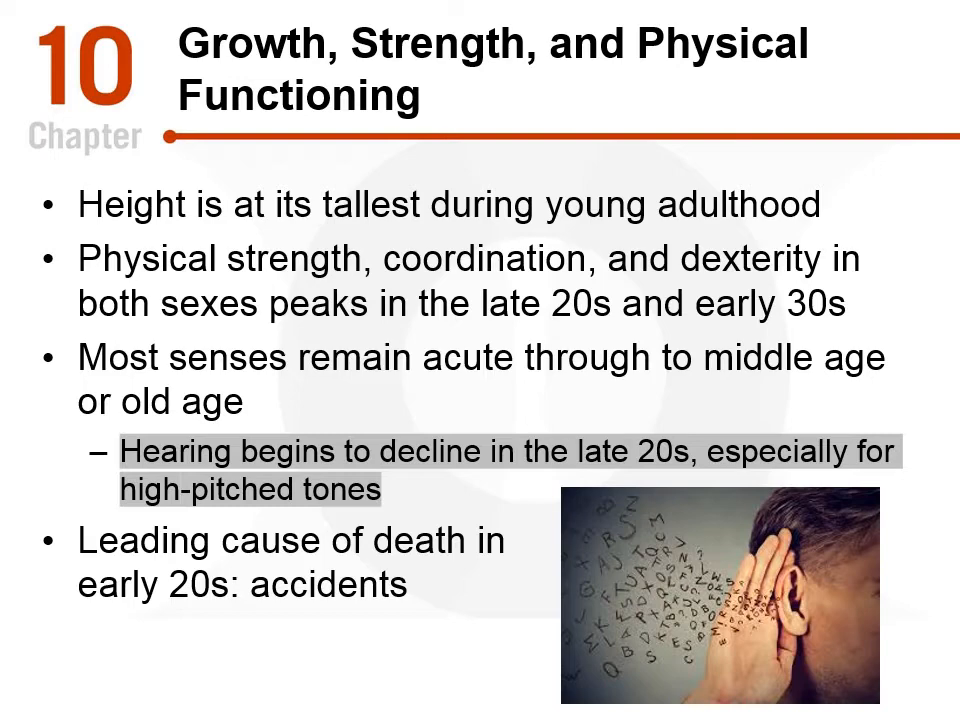 10
Chapter
Growth, Strength, and Physical
Functioning
• Height is at its tallest during young adulthood
• Physical strength, coordination, and dexterity in
both sexes peaks in the late 20s and early 30s
• Most senses remain acute through to middle age
or old age
– Hearing begins to decline in the late 20s, especially for
high-pitched tones
• Leading cause of death in
early 20s: accidents